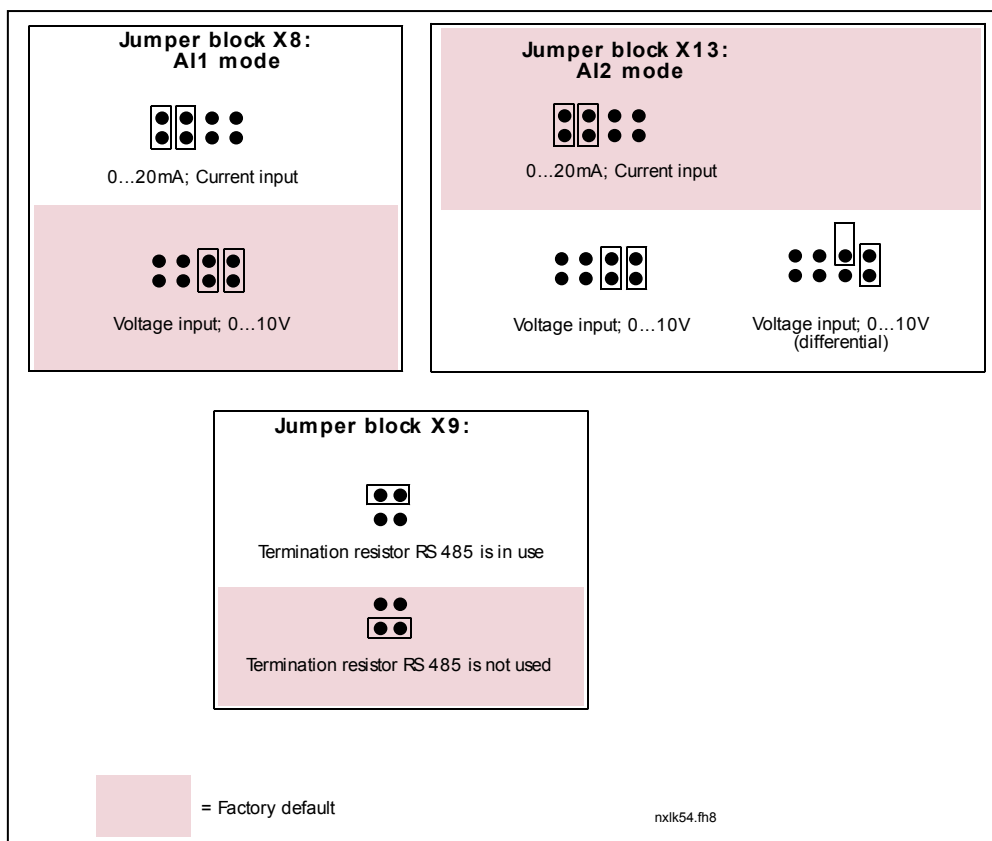 Jumper block X8:
AI1 mode
0...20mA; Current input
Voltage input; 0...10V
Jumper block X13:
AI2 mode
0...20mA; Current input
Voltage input; 0...10V
Voltage input; 0...10V
(differential)
Jumper block X9:
Termination resistor RS 485 is in use
Termination resistor RS 485 is not used
= Factory default
nxlk54.fh8